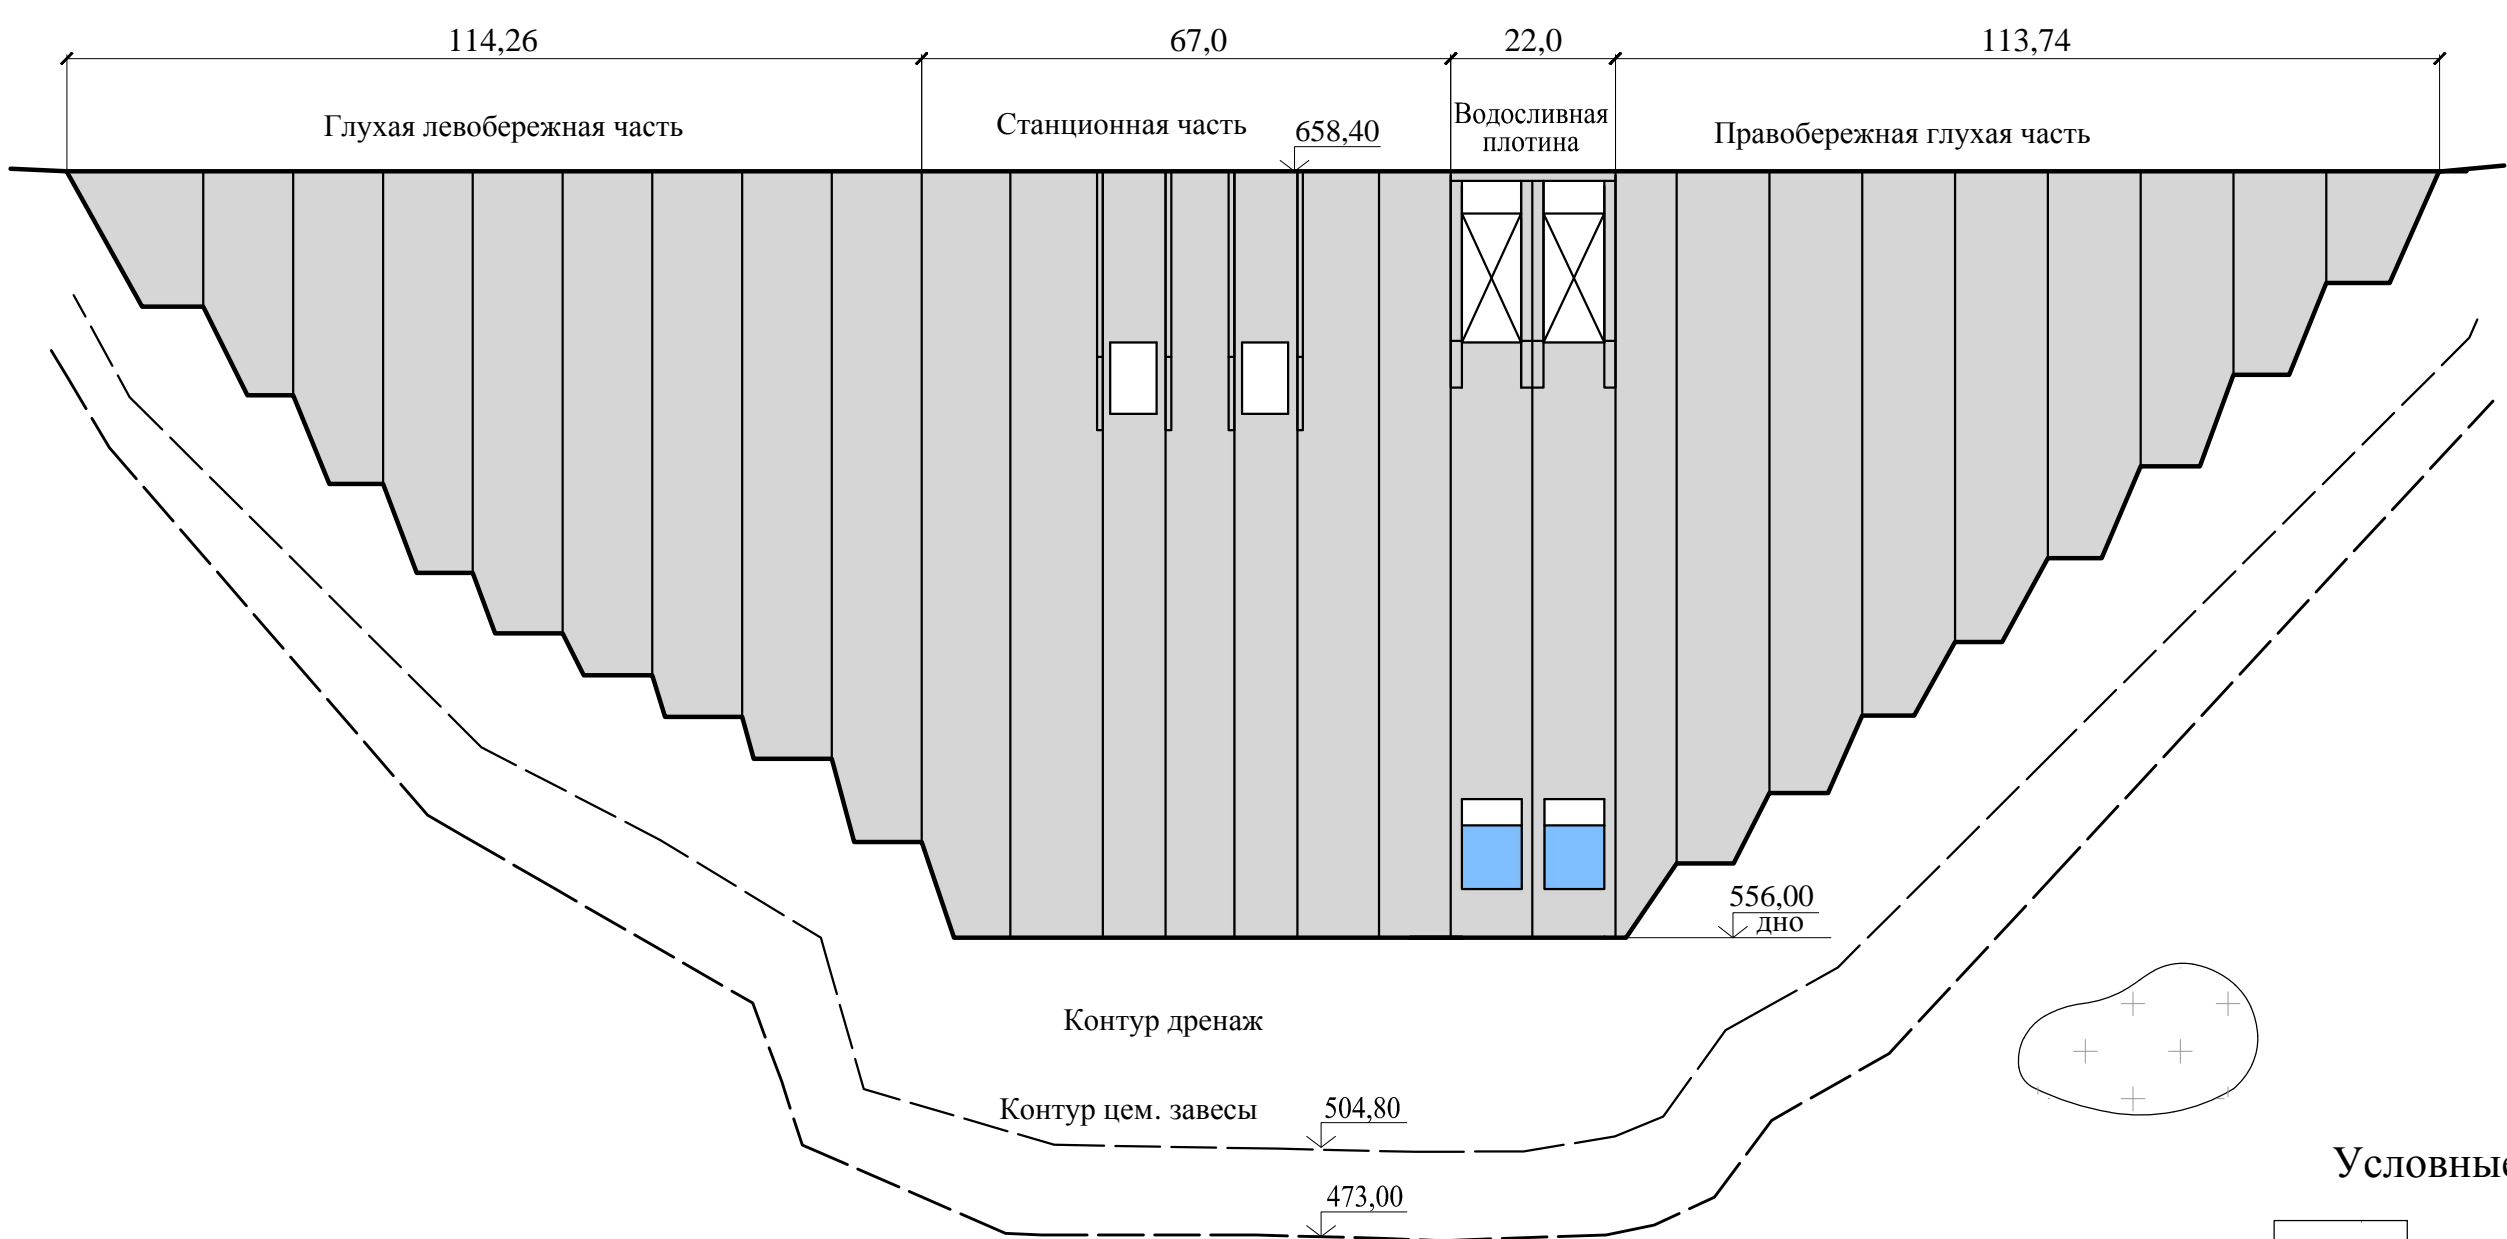 114,26
67,0
22,0
113,74
Глухая левобережная часть
Станционная часть
658,40
Водосливная
плотина
Правобережная глухая часть
556,00
дно
Контур дренаж
Контур цем. завесы
504,80
473,00
Условные